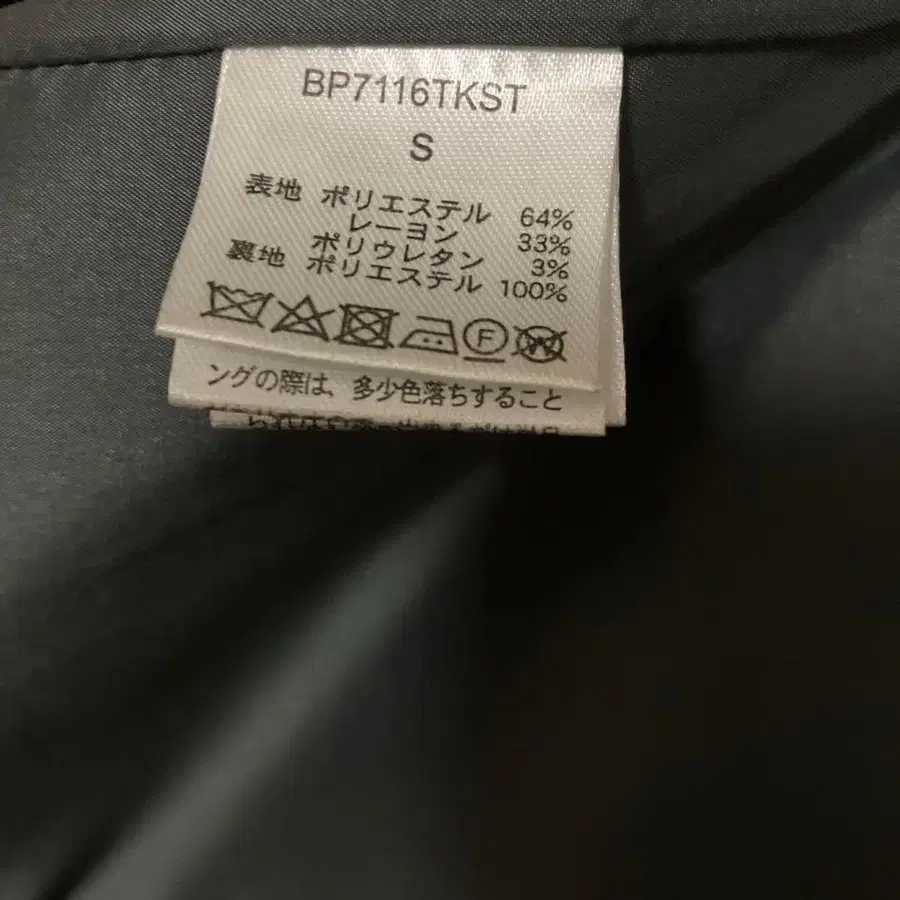 BP7116TKST
S
表地 ポリエステル 64%
レーヨン 33%
ポリウレタン 3%
裏地 ポリエステル 100%
F
W
ングの際は、多少色落ちすること